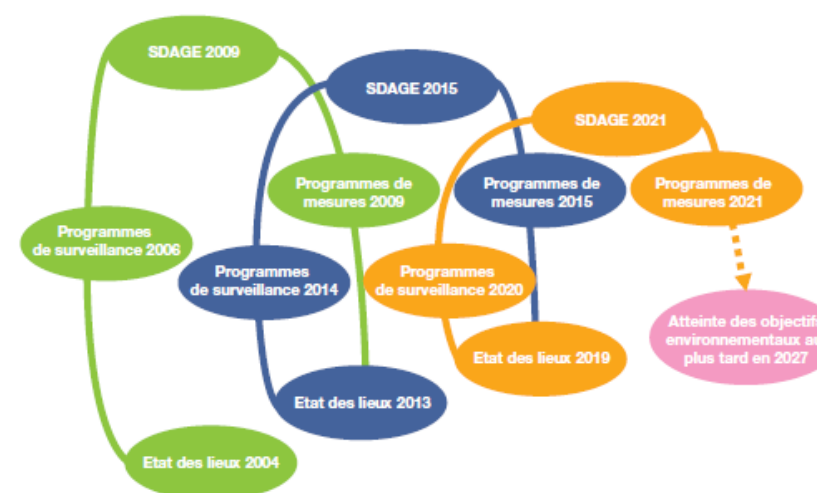 SDAGE 2009
SDAGE 2015
SDAGE 2021
Programmes de
mesures 2009
Programmes de
mesures 2015
Programmes de
mesures 2021
Programmes
de surveillance 2006
Programmes
de surveillance 2014
Programmes
de surveillance 2020
Atteinte des objectifs
environnementaux au
plus tard en 2027
Etat des lieux 2019
Etat des lieux 2013
Etat des lieux 2004